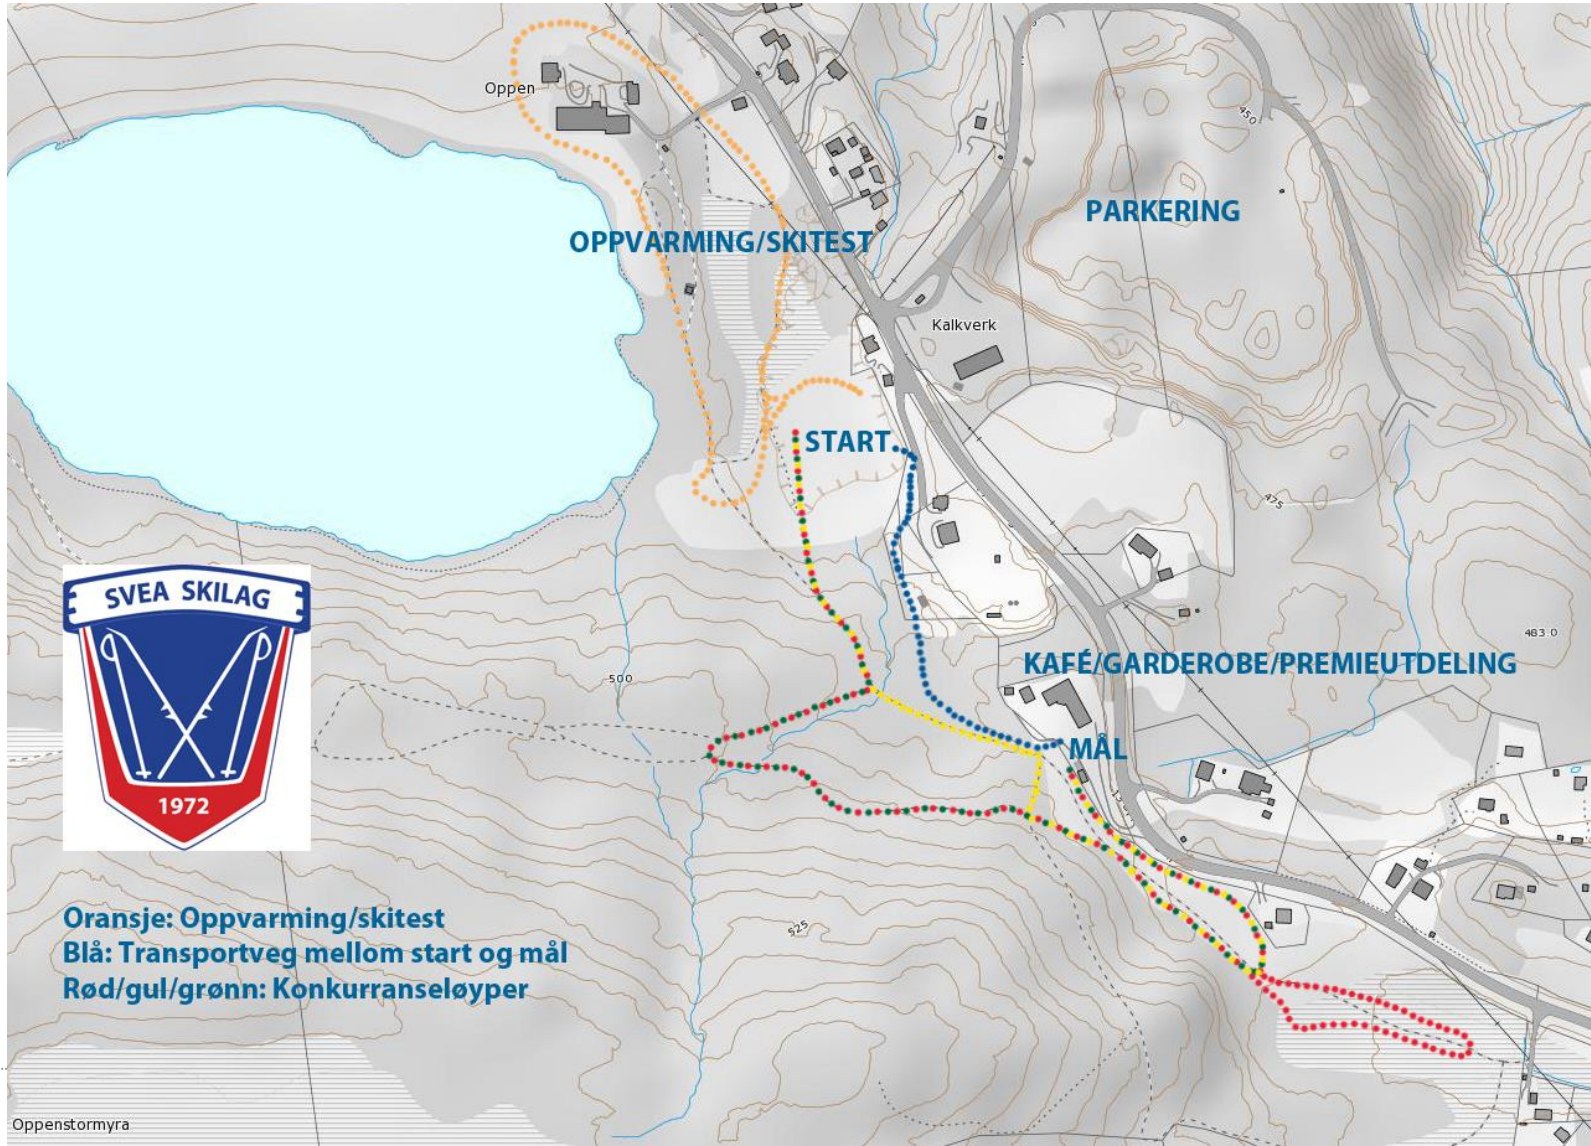 Oppen
450
PARKERING
OPPVARMING/SKITEST
Kalkverk
START
475
SVEA SKILAG
1972
483.0
KAFÉ/GARDEROBE/PREMIEUTDELING
500
MÅL
525
Oransje: Oppvarming/skitest
Blå: Transportveg mellom start og mål
Rød/gul/grønn: Konkurranseløyper
Oppenstormyra